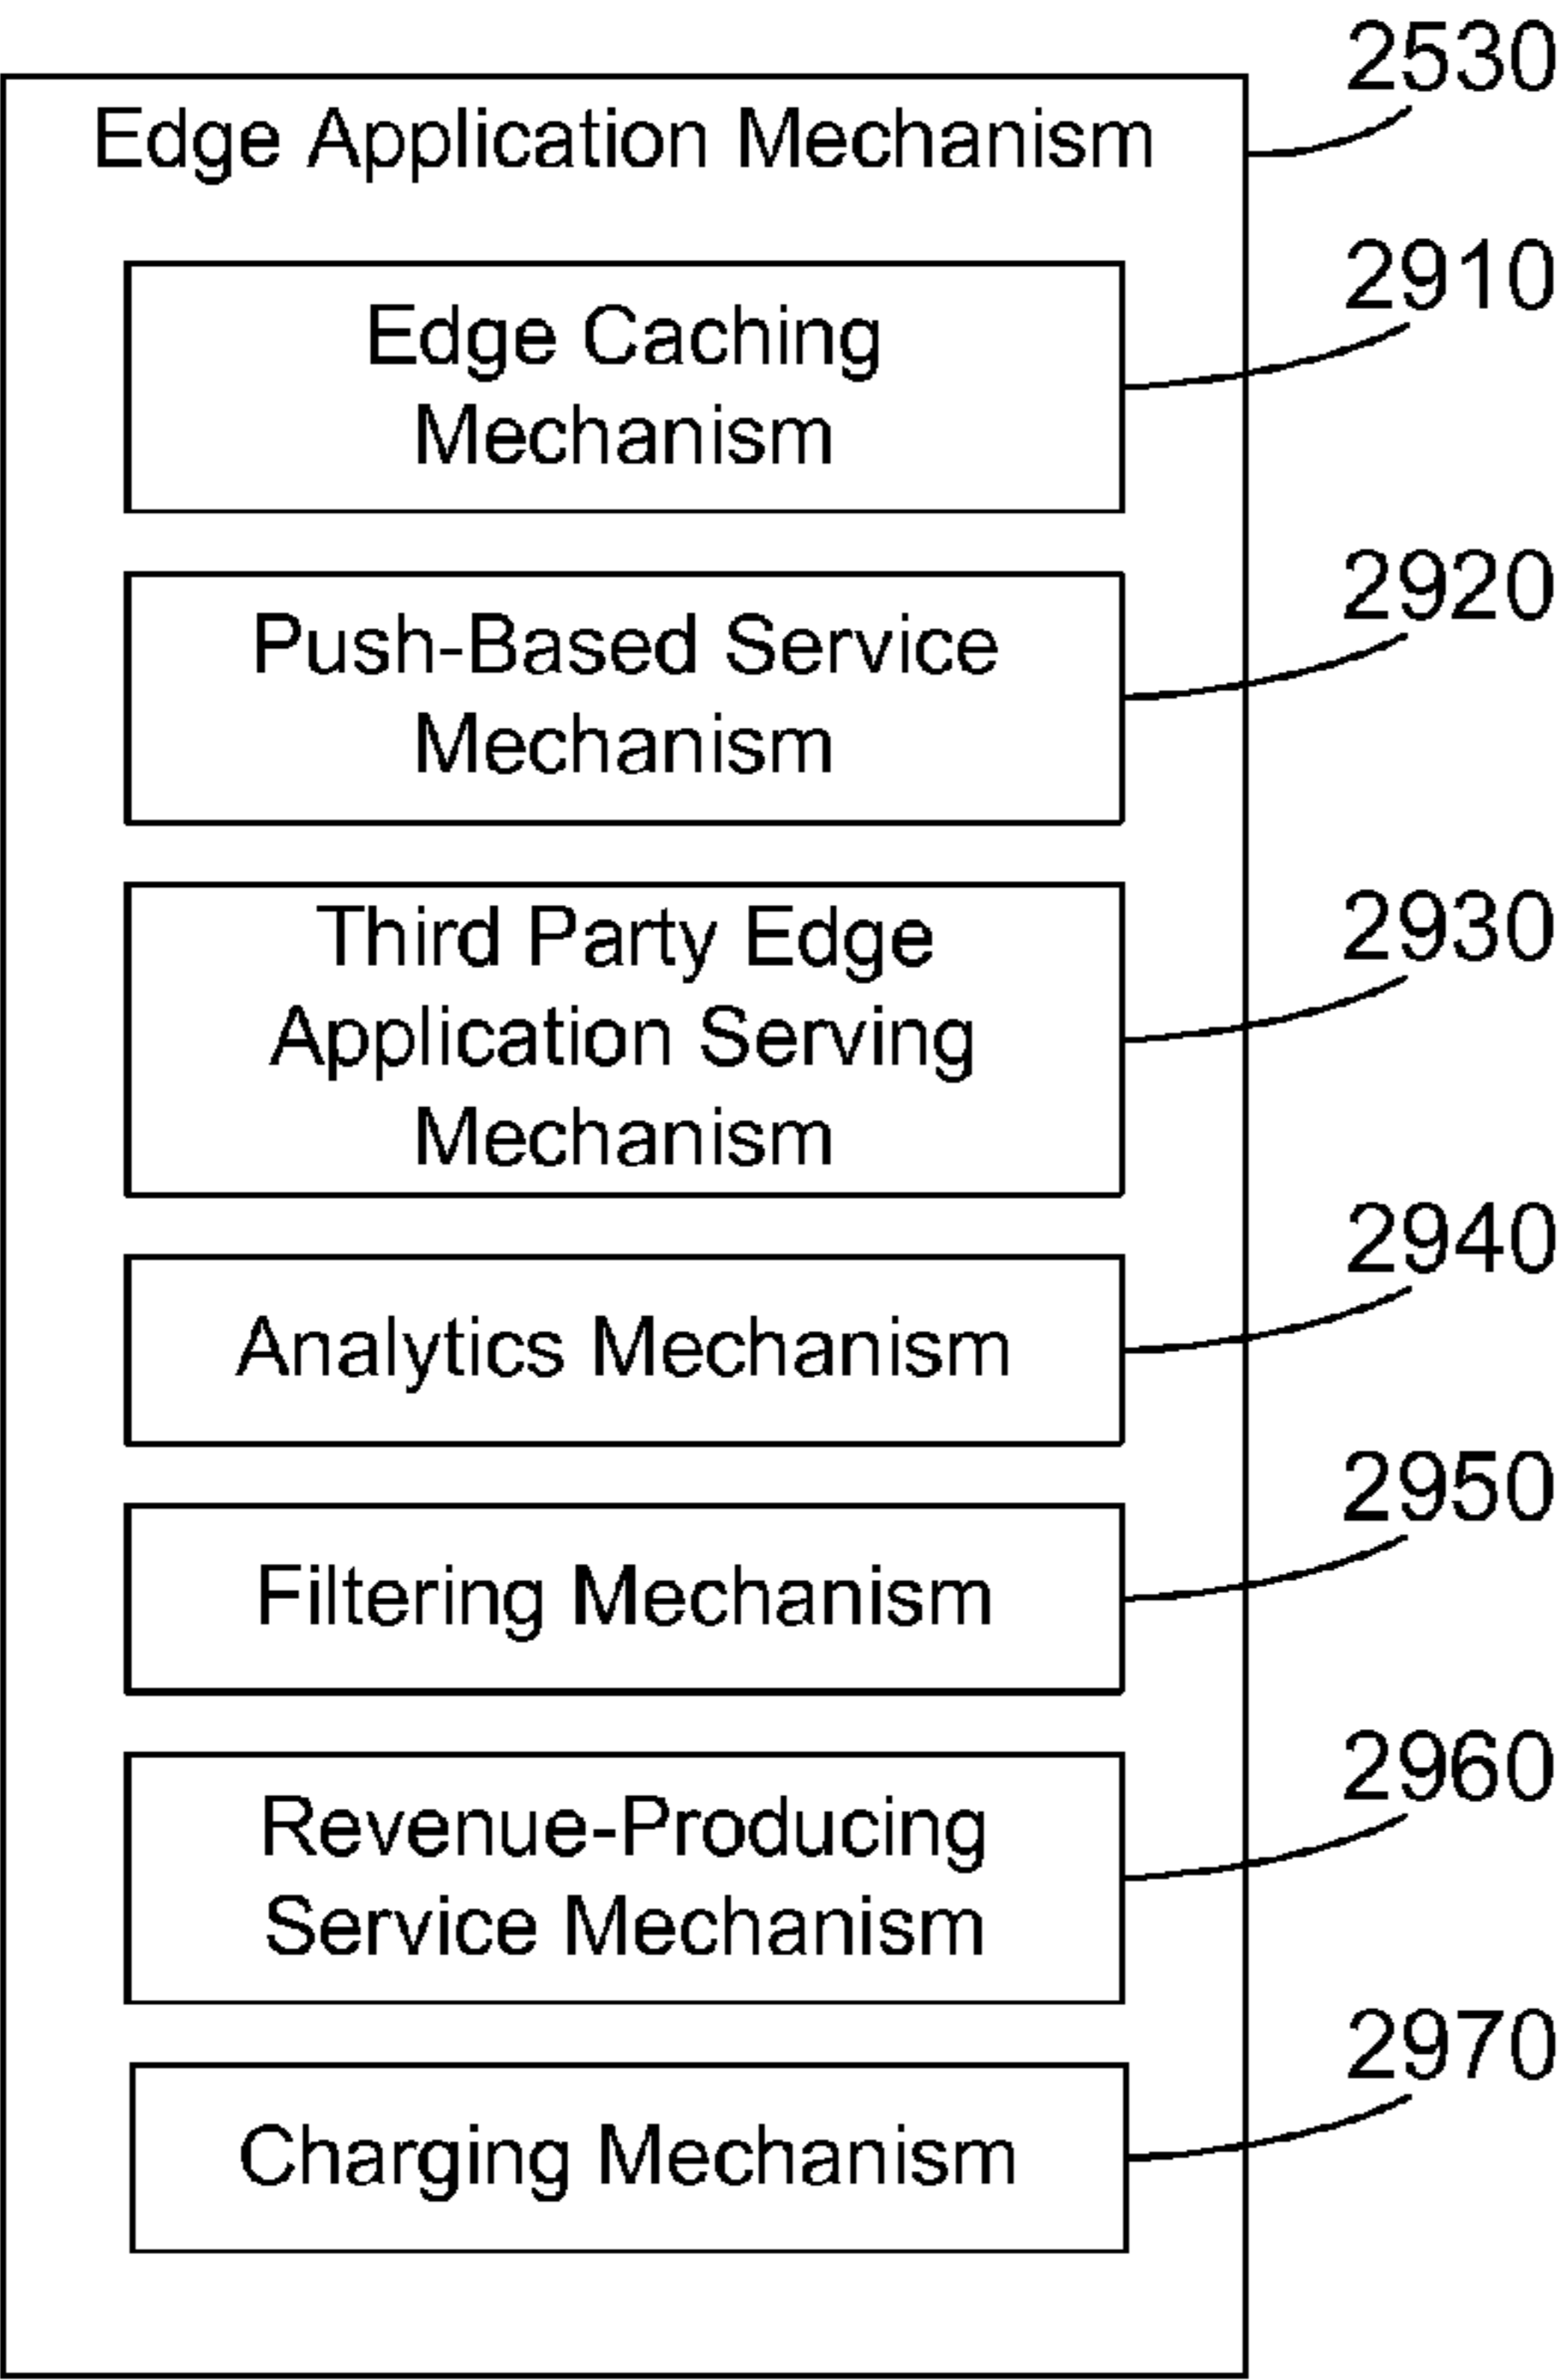 2530
Edge Application Mechanism
2910
Edge Caching
Mechanism
2920
Push-Based Service
Mechanism
2930
Third Party Edge
Application Serving
Mechanism
2940
Analytics Mechanism
2950
Filtering Mechanism
2960
Revenue-Producing
Service Mechanism
2970
Charging Mechanism